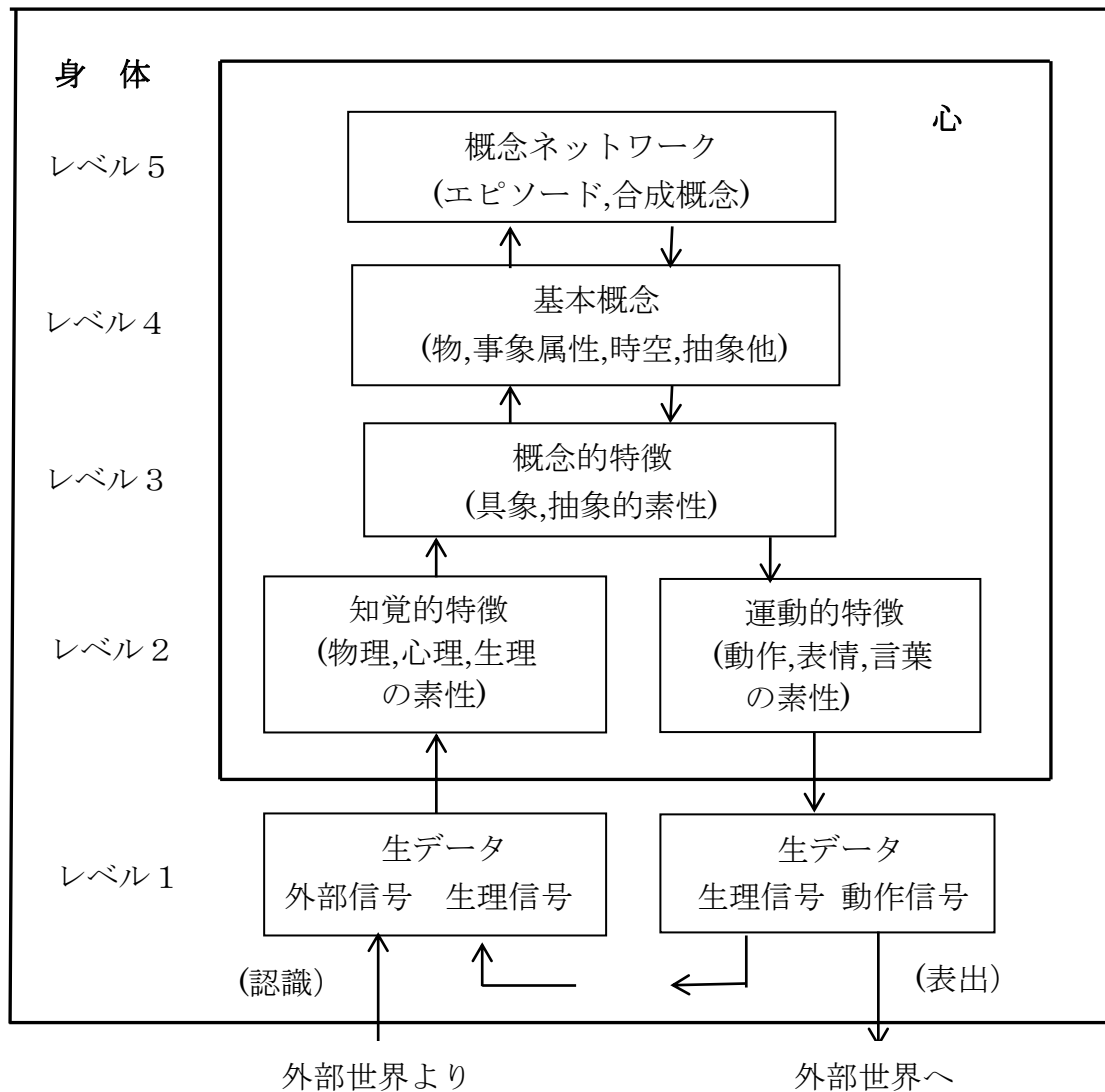 身 体
心
レベル５
概念ネットワーク
(エピソード,合成概念)
レベル４
基本概念
(物,事象属性,時空,抽象他)
レベル３
概念的特徴
(具象,抽象的素性)
レベル２
知覚的特徴
(物理,心理,生理
の素性)
運動的特徴
(動作,表情,言葉
の素性)
レベル１
生データ
外部信号 生理信号
生データ
生理信号 動作信号
(認識)
(表出)
外部世界より
外部世界へ